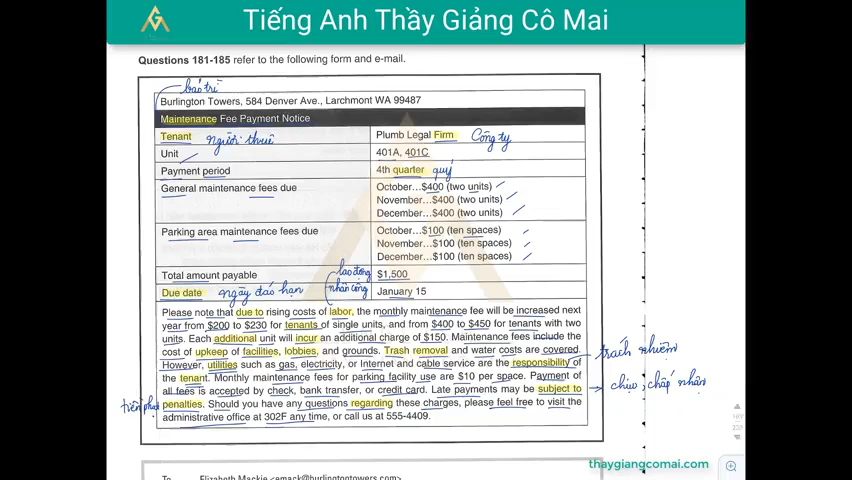 Tiếng Anh Thầy Giảng Cô Mai
Questions 181-185 refer to the following form and e-mail.
bảo trì
Burlington Towers, 584 Denver Ave., Larchmont WA 99487
Maintenance Fee Payment Notice
Tenant người thuê Plumb Legal Firm Công ty
Unit 401A, 401C
Payment period 4th quarter quý
General maintenance fees due October...$400 (two units)
November...$400 (two units)
December...$400 (two units)
Parking area maintenance fees due October...$100 (ten spaces)
November...$100 (ten spaces)
December...$100 (ten spaces)
Total amount payable lao động $1,500
Due date ngày đáo hạn nhân công January 15
Please note that due to rising costs of labor, the monthly maintenance fee will be increased next
year from $200 to $230 for tenants of single units, and from $400 to $450 for tenants with two
units. Each additional unit will incur an additional charge of $150. Maintenance fees include the
cost of upkeep of facilities, lobbies, and grounds. Trash removal and water costs are covered.
However, utilities such as gas, electricity, or Internet and cable service are the responsibility of trách nhiệm
the tenant. Monthly maintenance fees for parking facility use are $10 per space. Payment of
all fees is accepted by check, bank transfer, or credit card. Late payments may be subject to chịu, chấp nhận
tiền phạt penalties. Should you have any questions regarding these charges, please feel free to visit the
administrative office at 302F any time, or call us at 555-4409.
thaygiangcomai.com
To Elizabeth Mackie <emack@burlingtontowers.com>